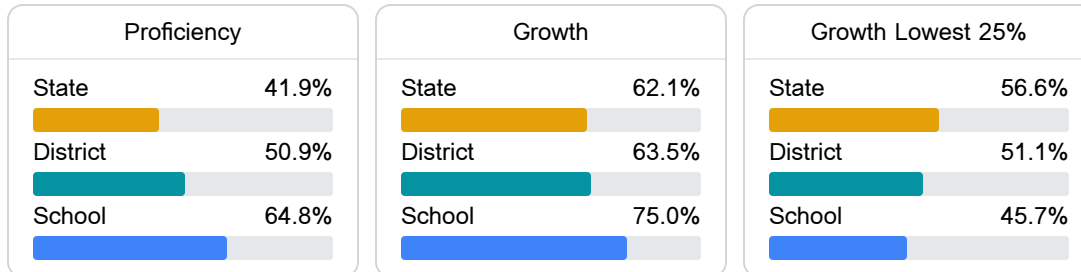 Proficiency
State 41.9%
District 50.9%
School 64.8%
Growth
State 62.1%
District 63.5%
School 75.0%
Growth Lowest 25%
State 56.6%
District 51.1%
School 45.7%